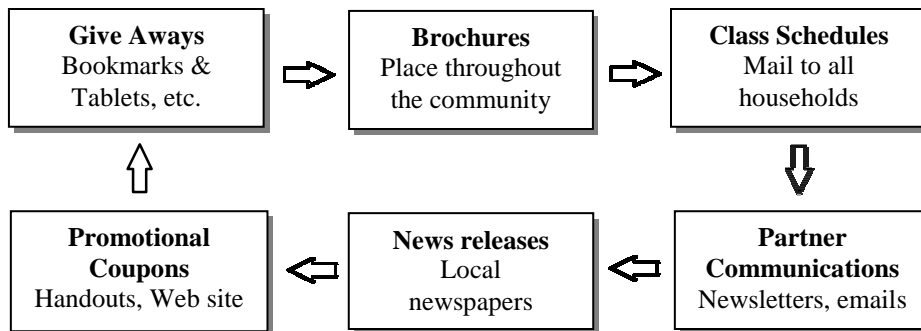 Give Aways
Bookmarks &
Tablets, etc.
Brochures
Place throughout
the community
Class Schedules
Mail to all
households
Partner
Communications
Newsletters, emails
News releases
Local
newspapers
Promotional
Coupons
Handouts, Web site